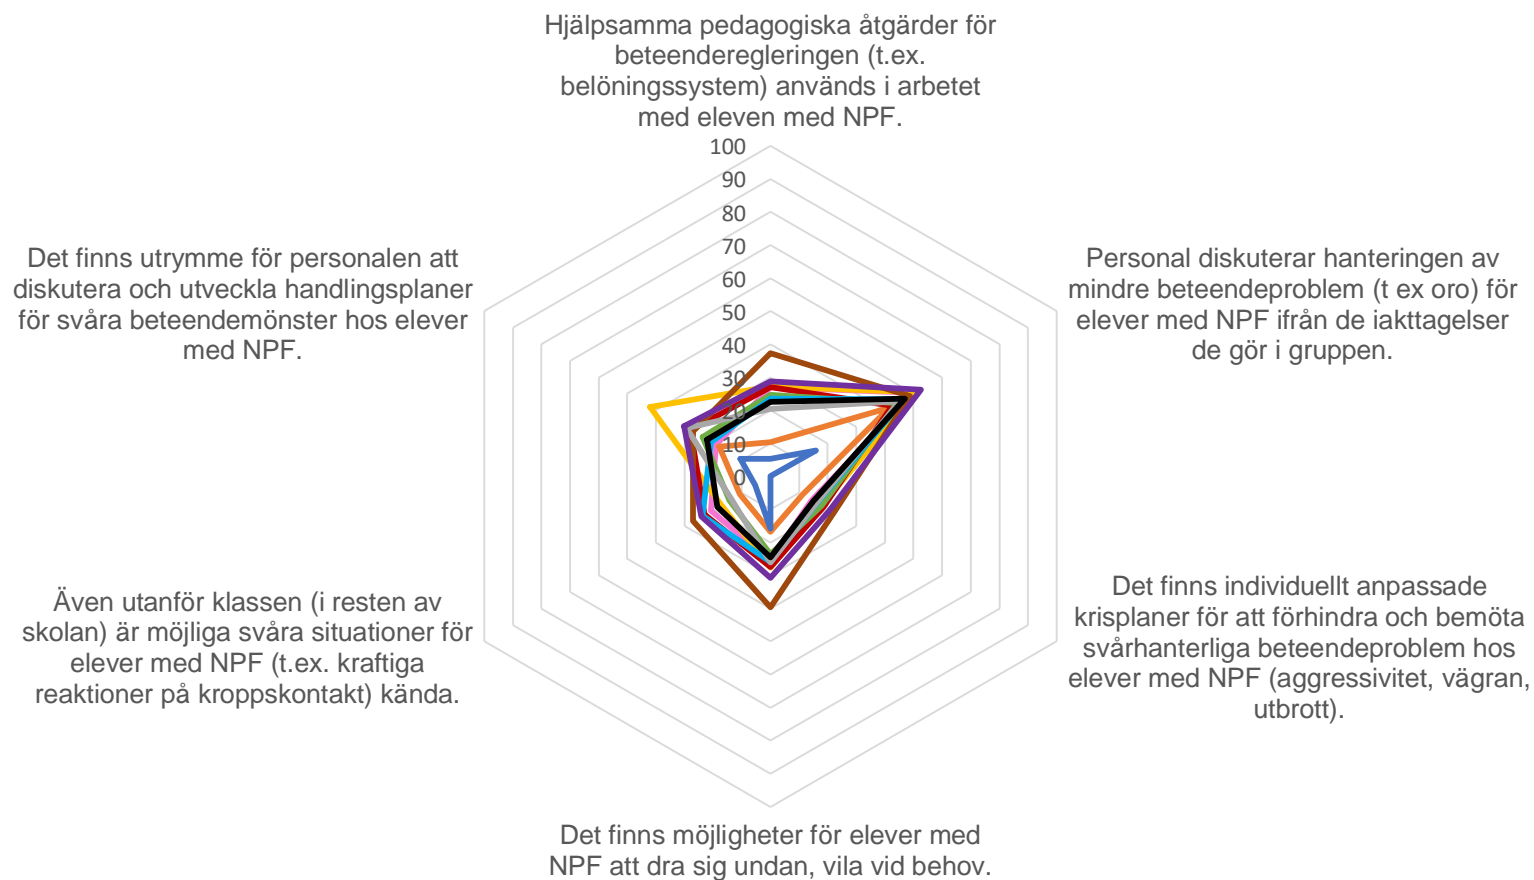 Hjälpsamma pedagogiska åtgärder för
beteenderegleringen (t.ex.
belöningssystem) används i arbetet
med eleven med NPF.
100
90
80
70
60
50
40
30
20
10
0
Personal diskuterar hanteringen av
mindre beteendeproblem (t ex oro) för
elever med NPF ifrån de iakttagelser
de gör i gruppen.
Det finns individuellt anpassade
krisplaner för att förhindra och bemöta
svårhanterliga beteendeproblem hos
elever med NPF (aggressivitet, vägran,
utbrott).
Det finns möjligheter för elever med
NPF att dra sig undan, vila vid behov.
Även utanför klassen (i resten av
skolan) är möjliga svåra situationer för
elever med NPF (t.ex. kraftiga
reaktioner på kroppskontakt) kända.
Det finns utrymme för personalen att
diskutera och utveckla handlingsplaner
för svåra beteendemönster hos elever
med NPF.